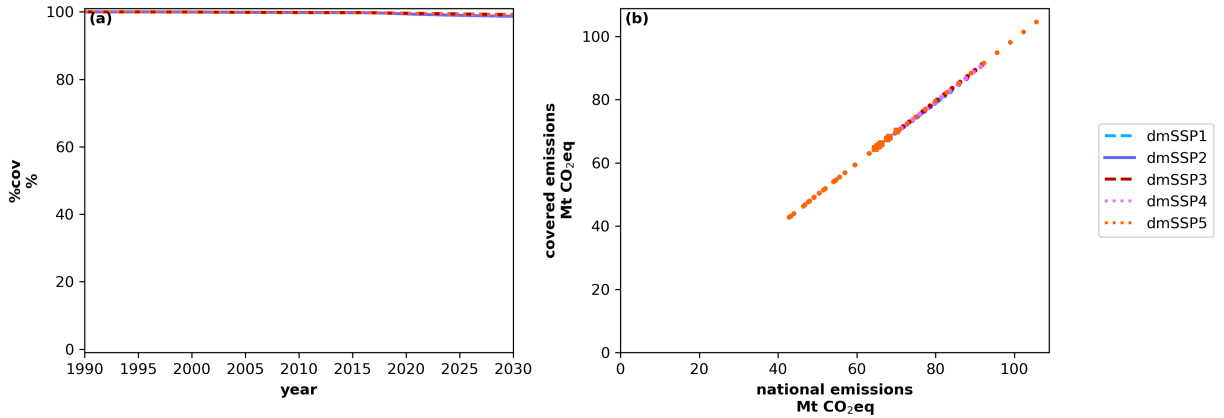 (a)
100
80
60
40
20
0
%cov
%
1990 1995 2000 2005 2010 2015 2020 2025 2030
year
(b)
100
80
60
40
20
0
covered emissions
Mt CO₂eq
0 20 40 60 80 100
national emissions
Mt CO₂eq
dmSSP1
dmSSP2
dmSSP3
dmSSP4
dmSSP5